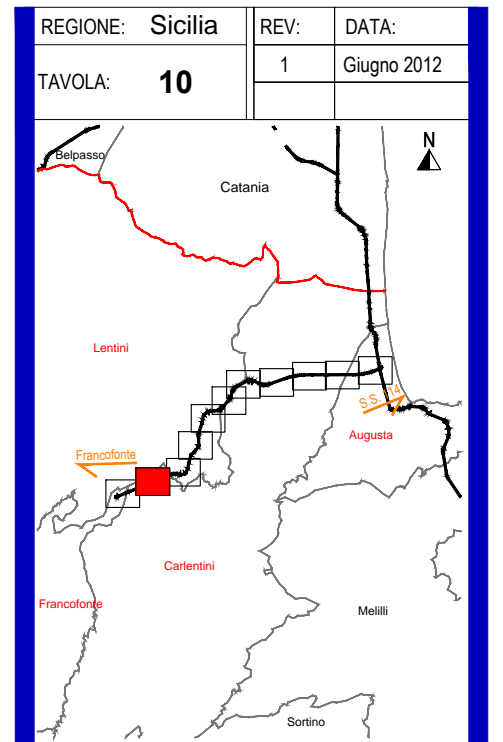 REGIONE: Sicilia REV: DATA:
TAVOLA: 10 1 Giugno 2012
N
Belpasso
Catania
Lentini
S.S. 114
Augusta
Francofonte
Carlentini
Francofonte
Melilli
Sortino